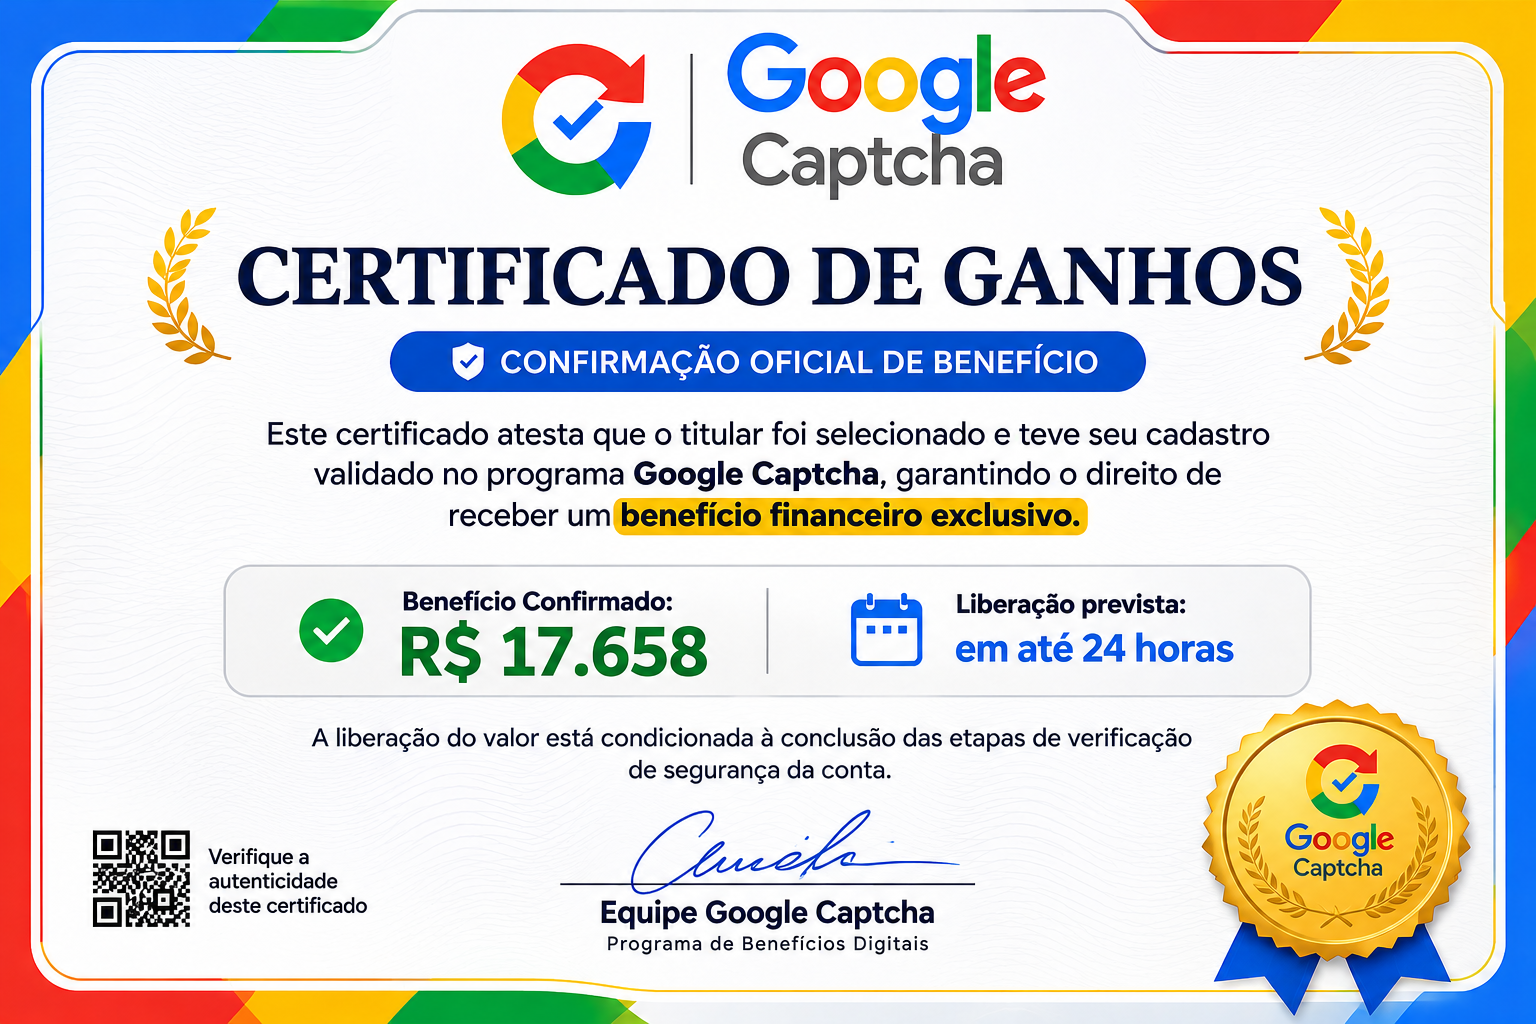 Google
Captcha
CERTIFICADO DE GANHOS
CONFIRMAÇÃO OFICIAL DE BENEFÍCIO
Este certificado atesta que o titular foi selecionado e teve seu cadastro
validado no programa Google Captcha, garantindo o direito de
receber um benefício financeiro exclusivo.
Benefício Confirmado:
R$ 17.658
Liberação prevista:
em até 24 horas
A liberação do valor está condicionada à conclusão das etapas de verificação
de segurança da conta.
Verifique a
autenticidade
deste certificado
Equipe Google Captcha
Programa de Benefícios Digitais
Google
Captcha